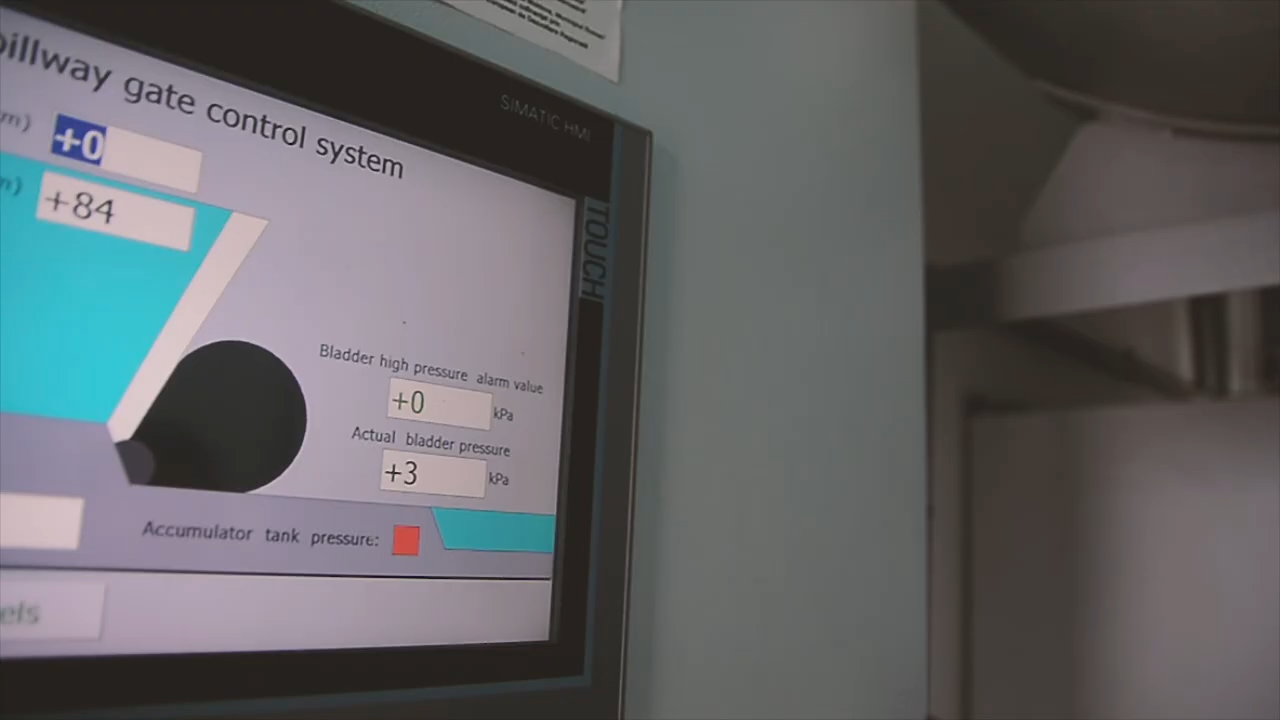 pillway gate control system
SIMATIC HMI
TOUCH
m) +0
m) +84
Bladder high pressure alarm value
+0 kPa
Actual bladder pressure
+3 kPa
Accumulator tank pressure:
els